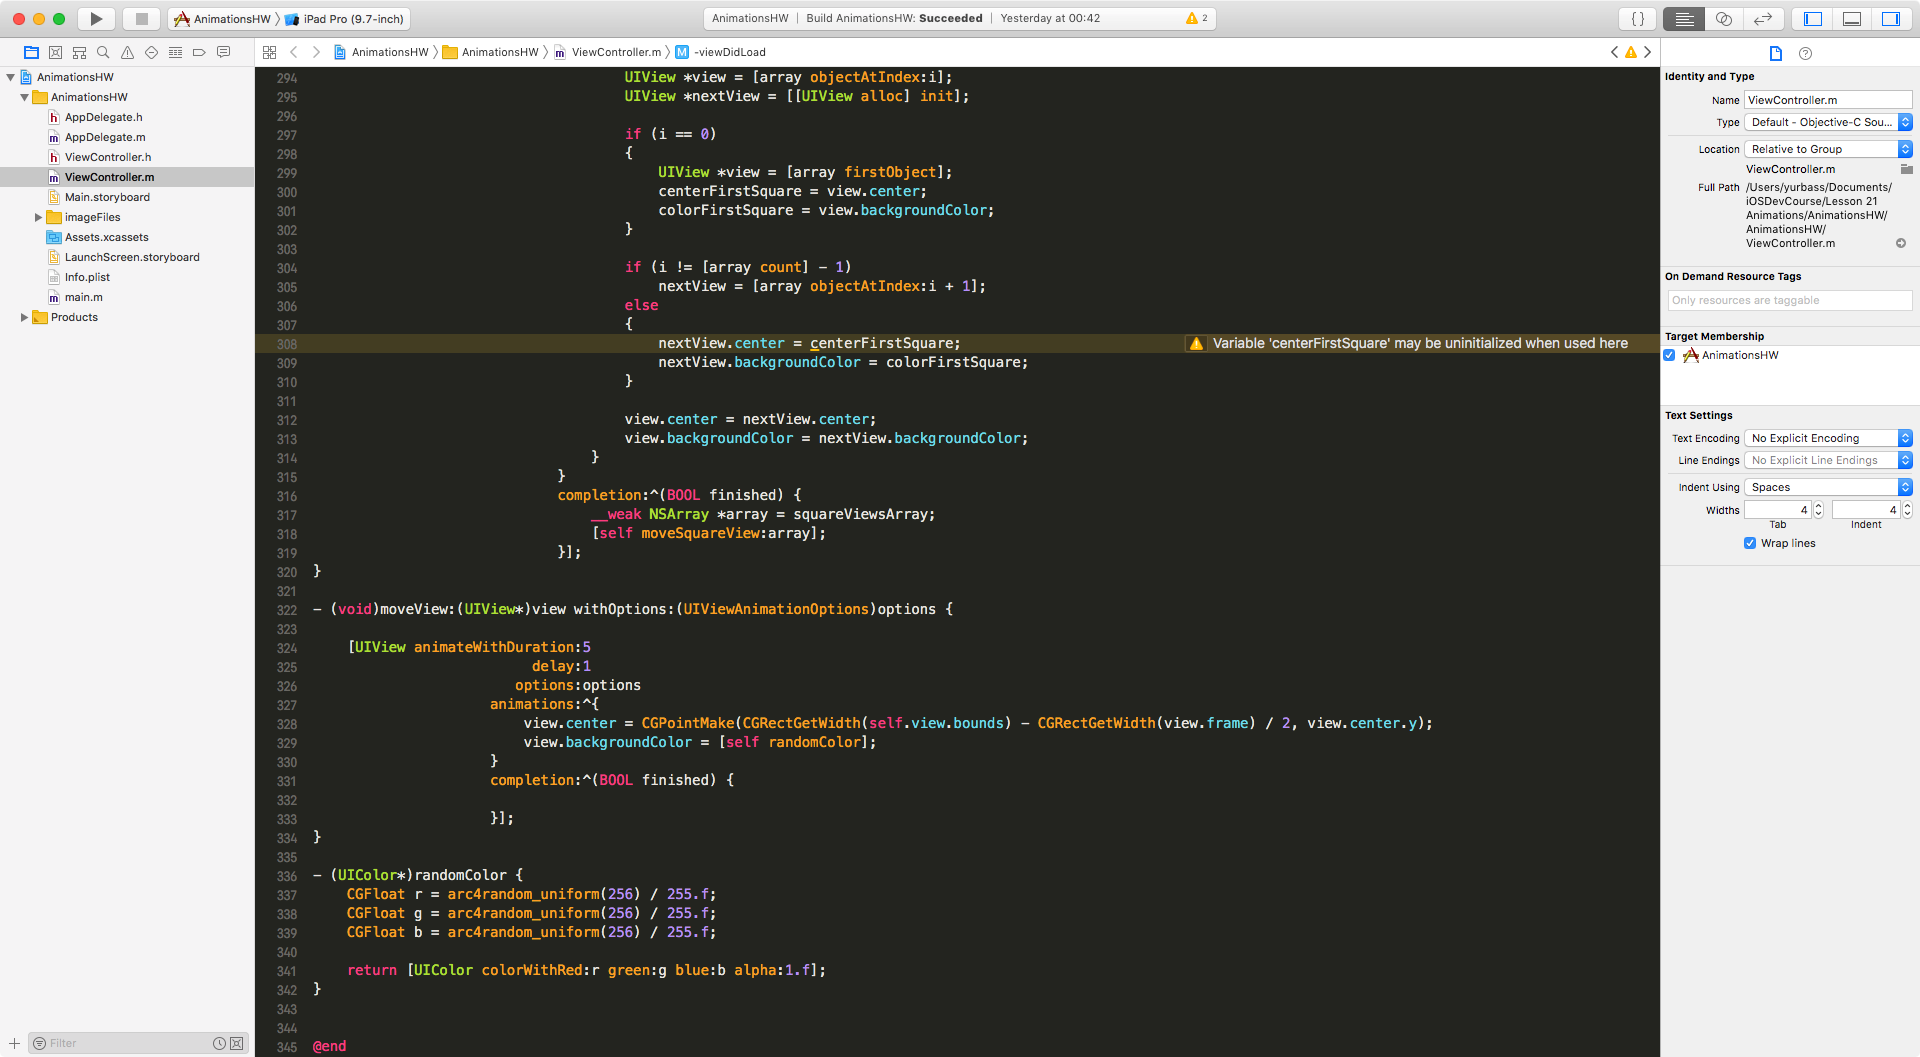 AnimationsHW
iPad Pro (9.7-inch)
AnimationsHW | Build AnimationsHW: Succeeded | Yesterday at 00:42
2
{}
AnimationsHW
AnimationsHW
ViewController.m
M -viewDidLoad
AnimationsHW
AnimationsHW
h AppDelegate.h
m AppDelegate.m
h ViewController.h
m ViewController.m
Main.storyboard
imageFiles
Assets.xcassets
LaunchScreen.storyboard
Info.plist
m main.m
Products
Filter
294 UIView *view = [array objectAtIndex:i];
295 UIView *nextView = [[UIView alloc] init];
296
297 if (i == 0)
298 {
299 UIView *view = [array firstObject];
300 centerFirstSquare = view.center;
301 colorFirstSquare = view.backgroundColor;
302 }
303
304 if (i != [array count] - 1)
305 nextView = [array objectAtIndex:i + 1];
306 else
307 {
308 nextView.center = centerFirstSquare; Variable 'centerFirstSquare' may be uninitialized when used here
309 nextView.backgroundColor = colorFirstSquare;
310 }
311
312 view.center = nextView.center;
313 view.backgroundColor = nextView.backgroundColor;
314 }
315 }
316 completion:^(BOOL finished) {
317 __weak NSArray *array = squareViewsArray;
318 [self moveSquareView:array];
319 }];
320 }
321
322 - (void)moveView:(UIView*)view withOptions:(UIViewAnimationOptions)options {
323
324 [UIView animateWithDuration:5
325 delay:1
326 options:options
327 animations:^{
328 view.center = CGPointMake(CGRectGetWidth(self.view.bounds) - CGRectGetWidth(view.frame) / 2, view.center.y);
329 view.backgroundColor = [self randomColor];
330 }
331 completion:^(BOOL finished) {
332
333 }];
334 }
335
336 - (UIColor*)randomColor {
337 CGFloat r = arc4random_uniform(256) / 255.f;
338 CGFloat g = arc4random_uniform(256) / 255.f;
339 CGFloat b = arc4random_uniform(256) / 255.f;
340
341 return [UIColor colorWithRed:r green:g blue:b alpha:1.f];
342 }
343
344
345 @end
Identity and Type
Name ViewController.m
Type Default - Objective-C Sou...
Location Relative to Group
ViewController.m
Full Path /Users/yurbass/Documents/
iOSDevCourse/Lesson 21
Animations/AnimationsHW/
AnimationsHW/
ViewController.m
On Demand Resource Tags
Only resources are taggable
Target Membership
AnimationsHW
Text Settings
Text Encoding No Explicit Encoding
Line Endings No Explicit Line Endings
Indent Using Spaces
Widths 4 4
Tab Indent
Wrap lines